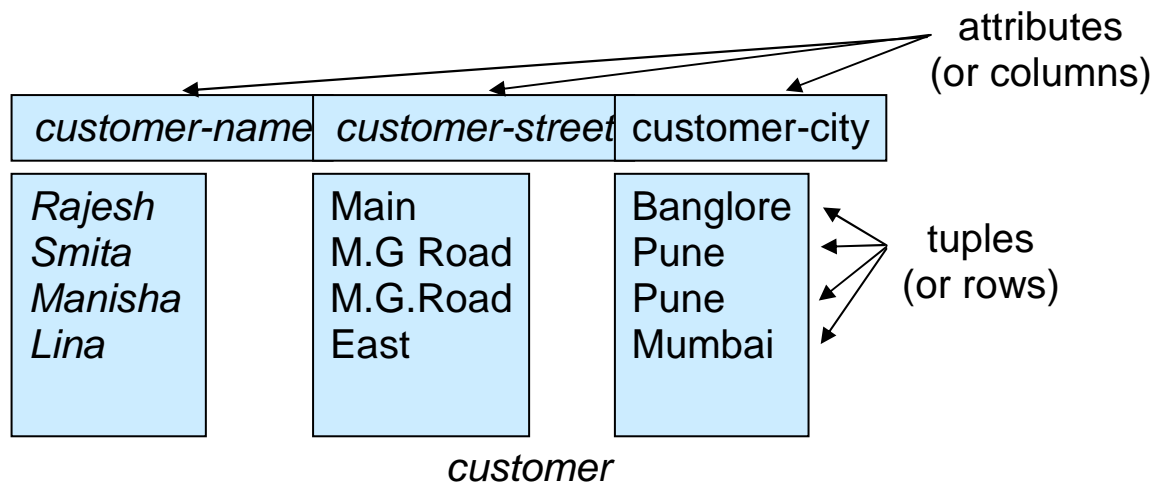 attributes
(or columns)
customer-name customer-street customer-city
Rajesh Main Banglore
Smita M.G Road Pune
Manisha M.G.Road Pune
Lina East Mumbai
tuples
(or rows)
customer